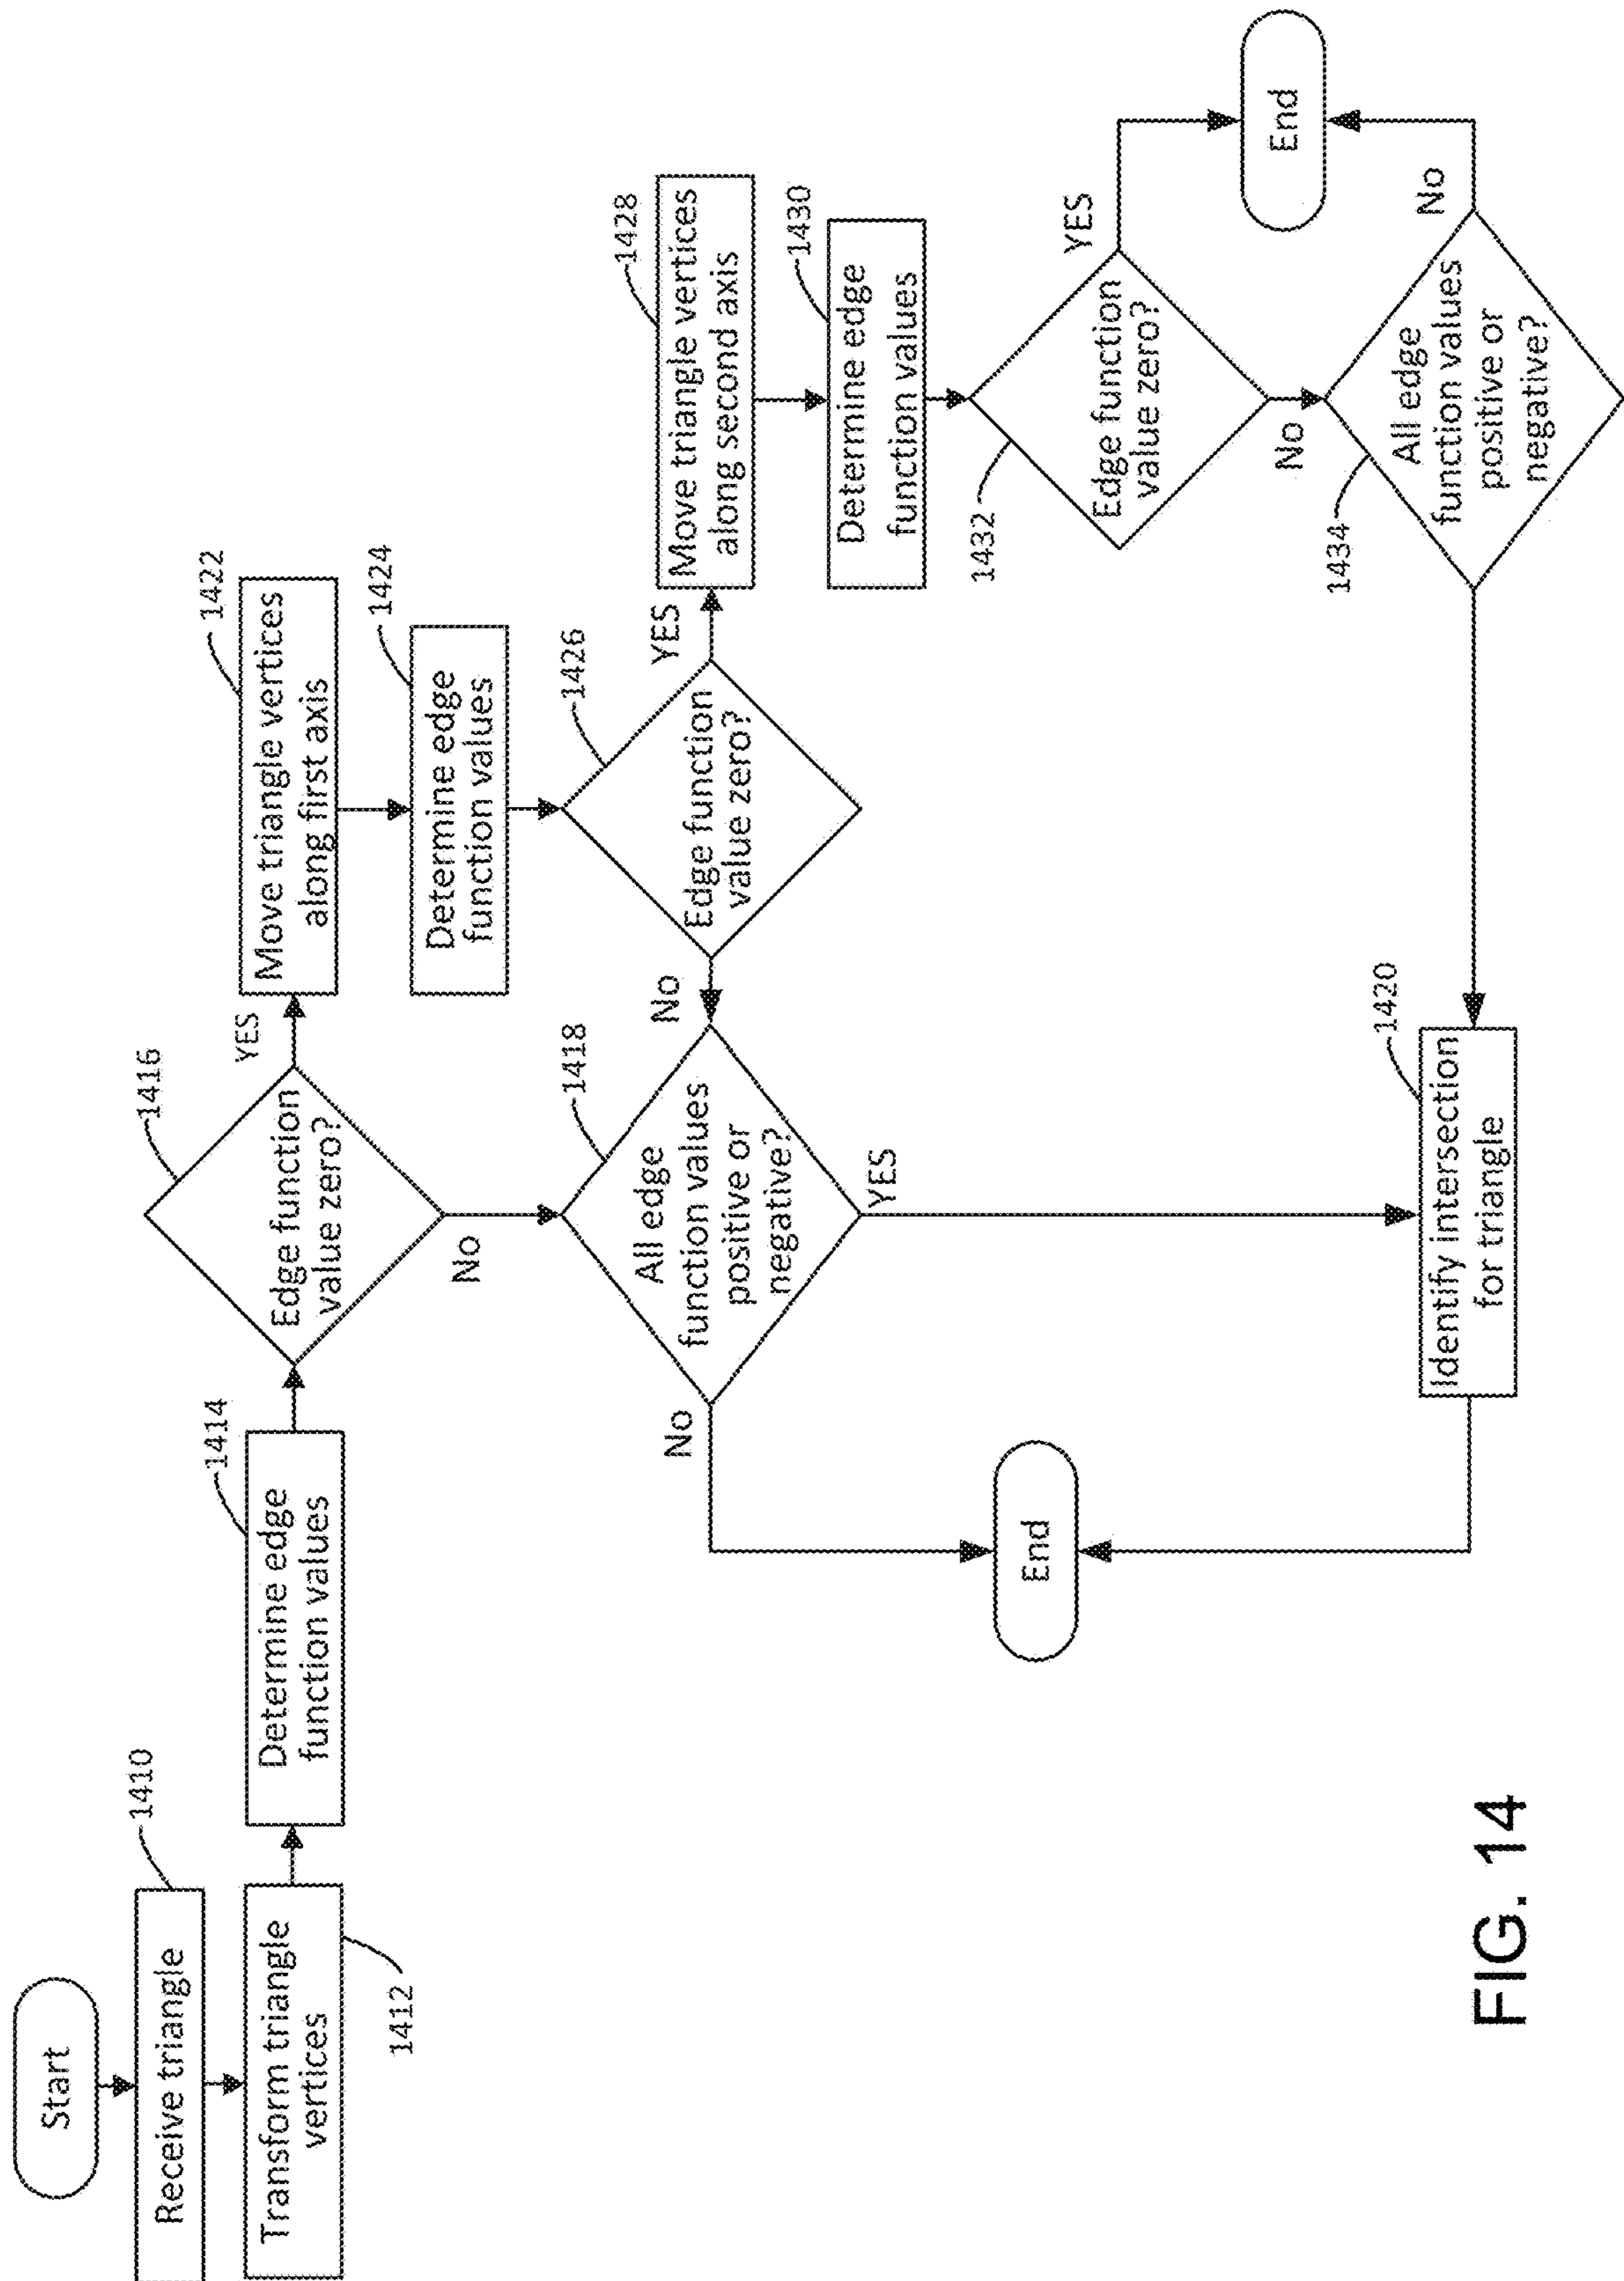 Start
1410
Receive triangle
Transform triangle
vertices
1412
1414
Determine edge
function values
1416
Edge function
value zero?
YES
No
1422
Move triangle vertices
along first axis
1424
Determine edge
function values
1426
Edge function
value zero?
No
YES
1418
All edge
function values
positive or
negative?
No
YES
End
1420
Identify intersection
for triangle
1428
Move triangle vertices
along second axis
1430
Determine edge
function values
1432
Edge function
value zero?
YES
No
1434
All edge
function values
positive or
negative?
No
End
FIG. 14